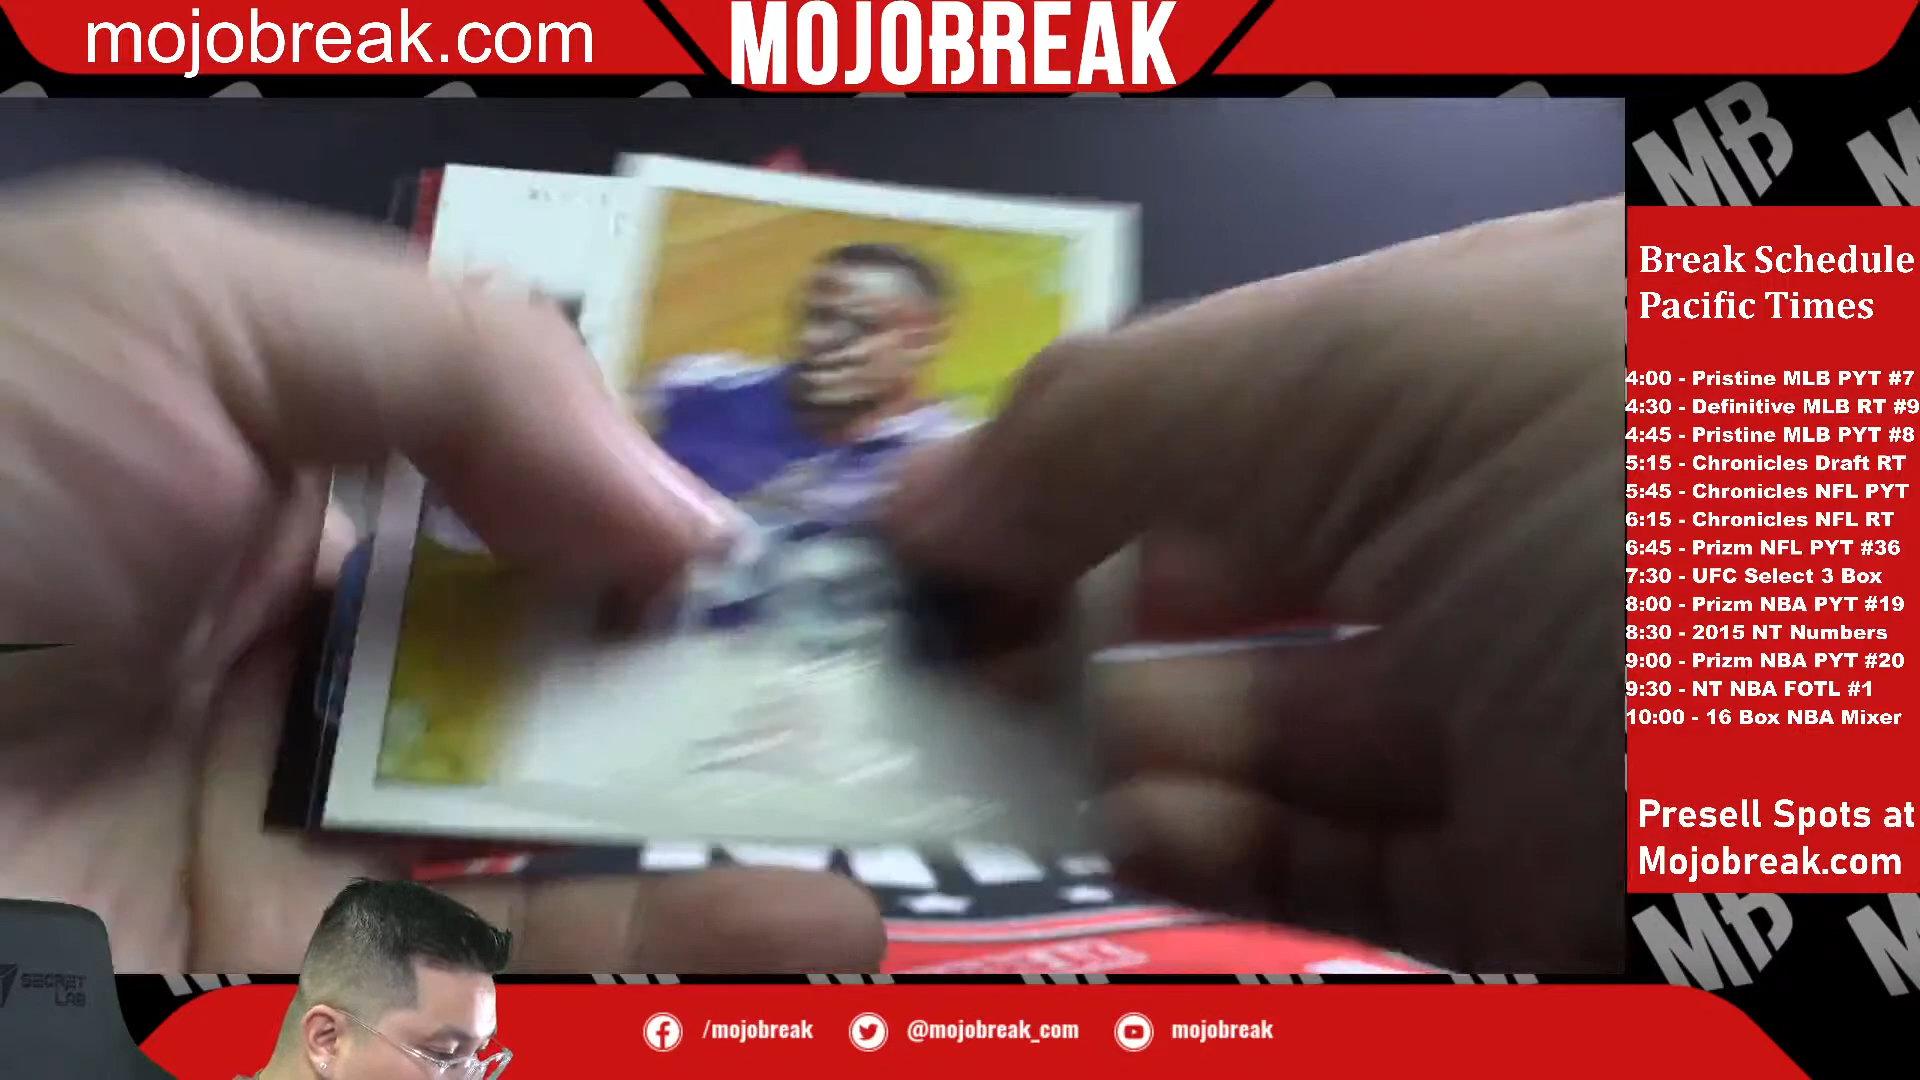 mojobreak.com
MOJOBREAK
MB
Break Schedule
Pacific Times
4:00 - Pristine MLB PYT #7
4:30 - Definitive MLB RT #9
4:45 - Pristine MLB PYT #8
5:15 - Chronicles Draft RT
5:45 - Chronicles NFL PYT
6:15 - Chronicles NFL RT
6:45 - Prizm NFL PYT #36
7:30 - UFC Select 3 Box
8:00 - Prizm NBA PYT #19
8:30 - 2015 NT Numbers
9:00 - Prizm NBA PYT #20
9:30 - NT NBA FOTL #1
10:00 - 16 Box NBA Mixer
Presell Spots at
Mojobreak.com
MB
SECRET
LAB
/mojobreak
@mojobreak_com
mojobreak